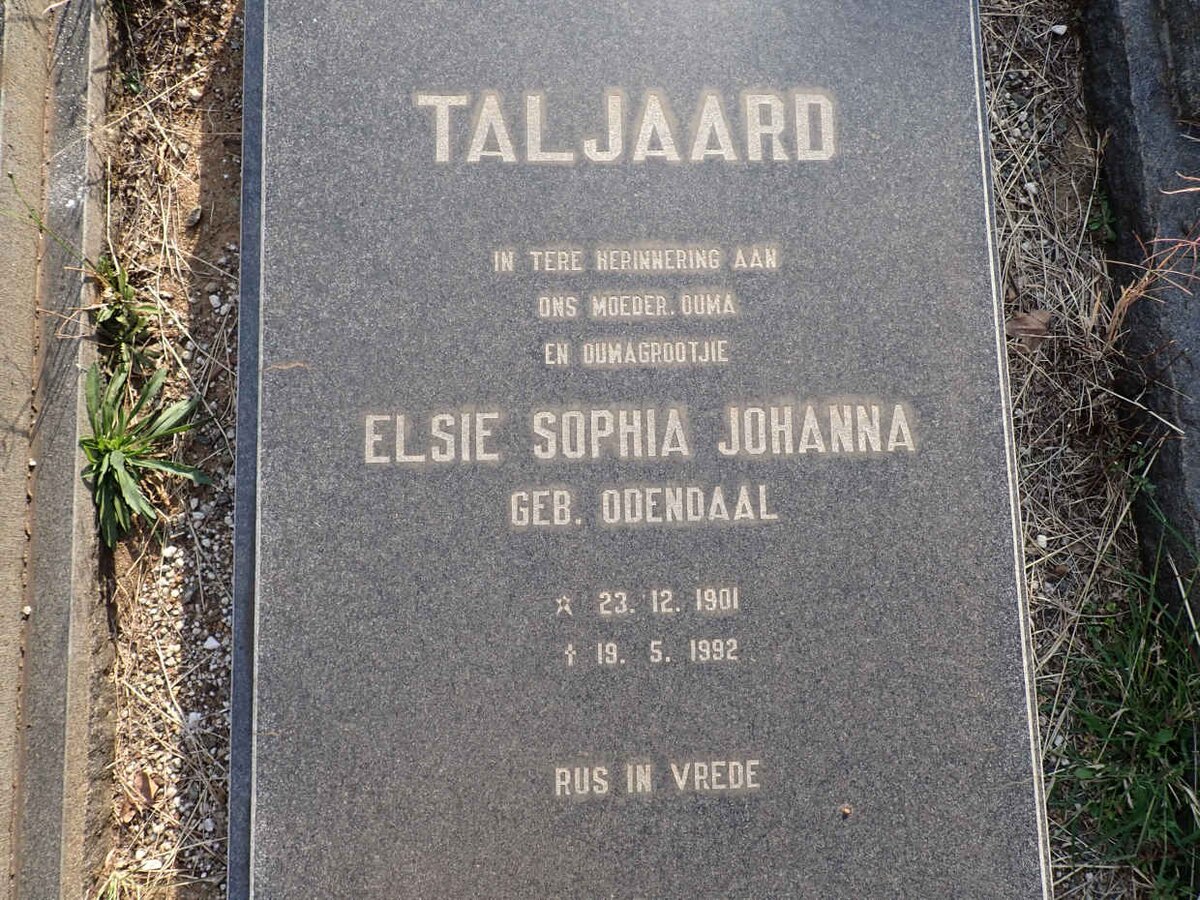 TALJAARD
IN TERE HERINNERING AAN
ONS MOEDER, OUMA
EN OUMAGROOTJIE
ELSIE SOPHIA JOHANNA
GEB. ODENDAAL
☆ 23. 12. 1901
† 19. 5. 1992
RUS IN VREDE